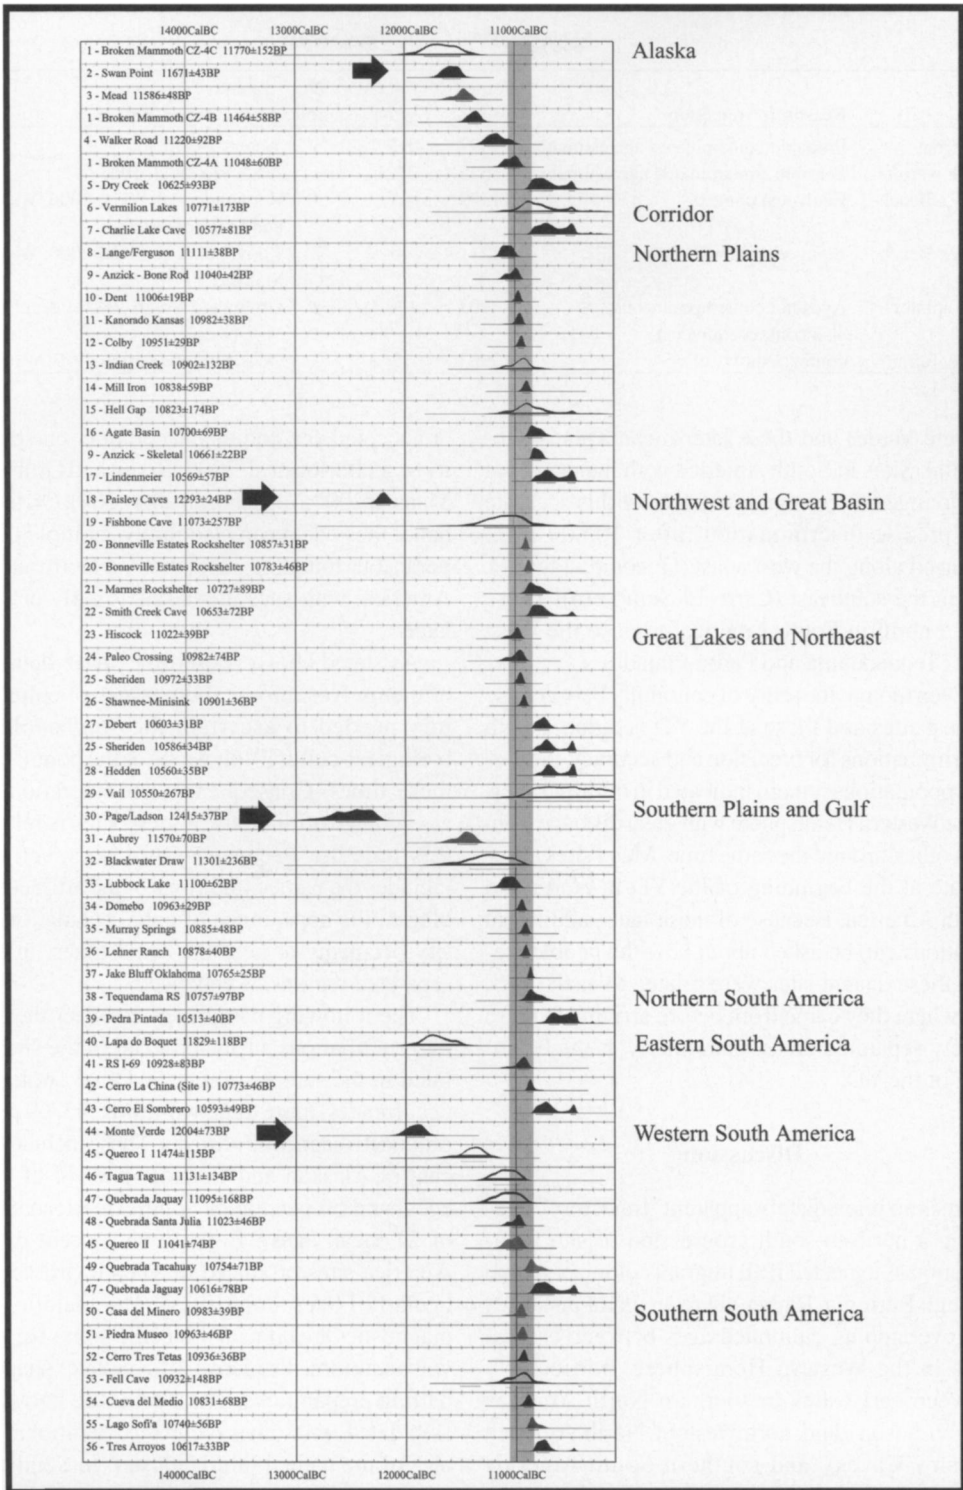 14000CalBC 13000CalBC 12000CalBC 11000CalBC
1 - Broken Mammoth CZ-4C 11770±152BP Alaska
2 - Swan Point 11671±43BP
3 - Mead 11586±48BP
1 - Broken Mammoth CZ-4B 11464±58BP
4 - Walker Road 11220±92BP
1 - Broken Mammoth CZ-4A 11048±60BP
5 - Dry Creek 10625±93BP
6 - Vermilion Lakes 10771±173BP Corridor
7 - Charlie Lake Cave 10577±81BP
8 - Lange/Ferguson 11111±38BP Northern Plains
9 - Anzick - Bone Rod 11040±42BP
10 - Dent 11006±19BP
11 - Kanorado Kansas 10982±38BP
12 - Colby 10951±29BP
13 - Indian Creek 10902±132BP
14 - Mill Iron 10838±59BP
15 - Hell Gap 10823±174BP
16 - Agate Basin 10700±69BP
9 - Anzick - Skeletal 10661±22BP
17 - Lindenmeier 10569±57BP
18 - Paisley Caves 12293±24BP Northwest and Great Basin
19 - Fishbone Cave 11073±257BP
20 - Bonneville Estates Rockshelter 10857±31BP
20 - Bonneville Estates Rockshelter 10783±46BP
21 - Marmes Rockshelter 10727±89BP
22 - Smith Creek Cave 10653±72BP
23 - Hiscock 11022±39BP Great Lakes and Northeast
24 - Paleo Crossing 10982±74BP
25 - Sheriden 10972±33BP
26 - Shawnee-Minisink 10901±36BP
27 - Debert 10603±31BP
25 - Sheriden 10586±34BP
28 - Hedden 10560±35BP
29 - Vail 10550±267BP
30 - Page/Ladson 12415±37BP Southern Plains and Gulf
31 - Aubrey 11570±70BP
32 - Blackwater Draw 11301±236BP
33 - Lubbock Lake 11100±62BP
34 - Domebo 10963±29BP
35 - Murray Springs 10885±48BP
36 - Lehner Ranch 10878±40BP
37 - Jake Bluff Oklahoma 10765±25BP
38 - Tequendama RS 10757±97BP Northern South America
39 - Pedra Pintada 10513±40BP
40 - Lapa do Boquet 11829±118BP Eastern South America
41 - RS I-69 10928±83BP
42 - Cerro La China (Site 1) 10773±46BP
43 - Cerro El Sombrero 10593±49BP
44 - Monte Verde 12004±73BP Western South America
45 - Quereo I 11474±115BP
46 - Tagua Tagua 11131±134BP
47 - Quebrada Jaquay 11095±168BP
48 - Quebrada Santa Julia 11023±46BP
45 - Quereo II 11041±74BP
49 - Quebrada Tacahuay 10754±71BP
47 - Quebrada Jaguay 10616±78BP
50 - Casa del Minero 10983±39BP Southern South America
51 - Piedra Museo 10963±46BP
52 - Cerro Tres Tetas 10936±36BP
53 - Fell Cave 10932±148BP
54 - Cueva del Medio 10831±68BP
55 - Lago Sofi'a 10740±56BP
56 - Tres Arroyos 10617±33BP
14000CalBC 13000CalBC 12000CalBC 11000CalBC